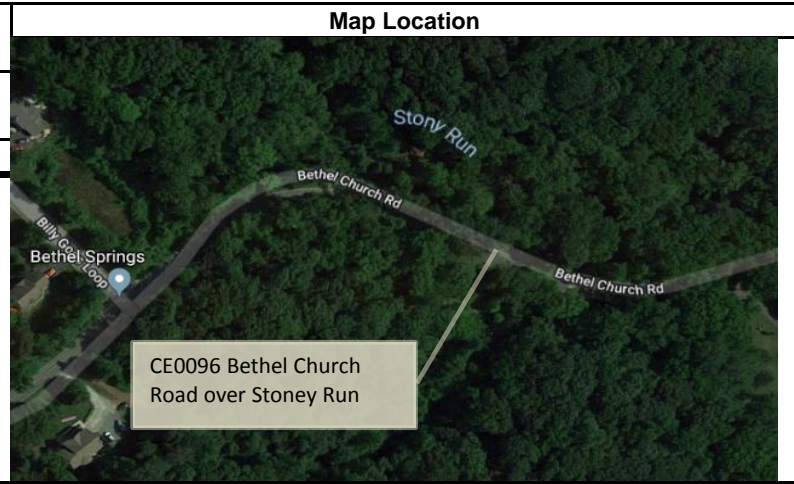 Map Location
Stony Run
Bethel Church Rd
Billy Goat Loop
Bethel Springs
Bethel Church Rd
CE0096 Bethel Church
Road over Stoney Run